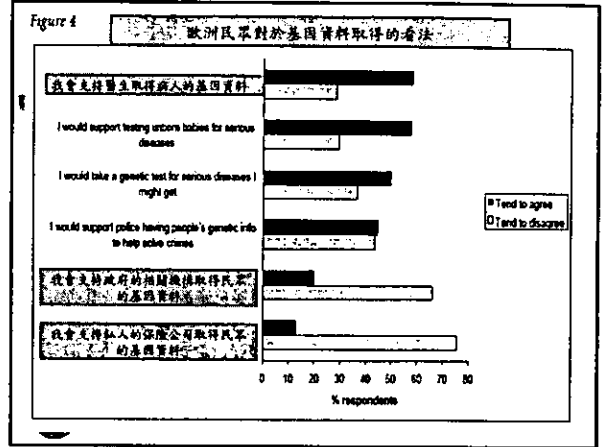 Figure 4
歐洲民眾對於基因資料取得的看法
我會支持醫生取得病人的基因資料
I would support testing unborn babies for serious
diseases
I would take a genetic test for serious diseases I
might get
I would support police having people's genetic info
to help solve crimes
我會支持政府的相關機構取得民眾
的基因資料
我會支持私人的保險公司取得民眾
的基因資料
Tend to agree
Tend to disagree
0 10 20 30 40 50 60 70 80
% respondents